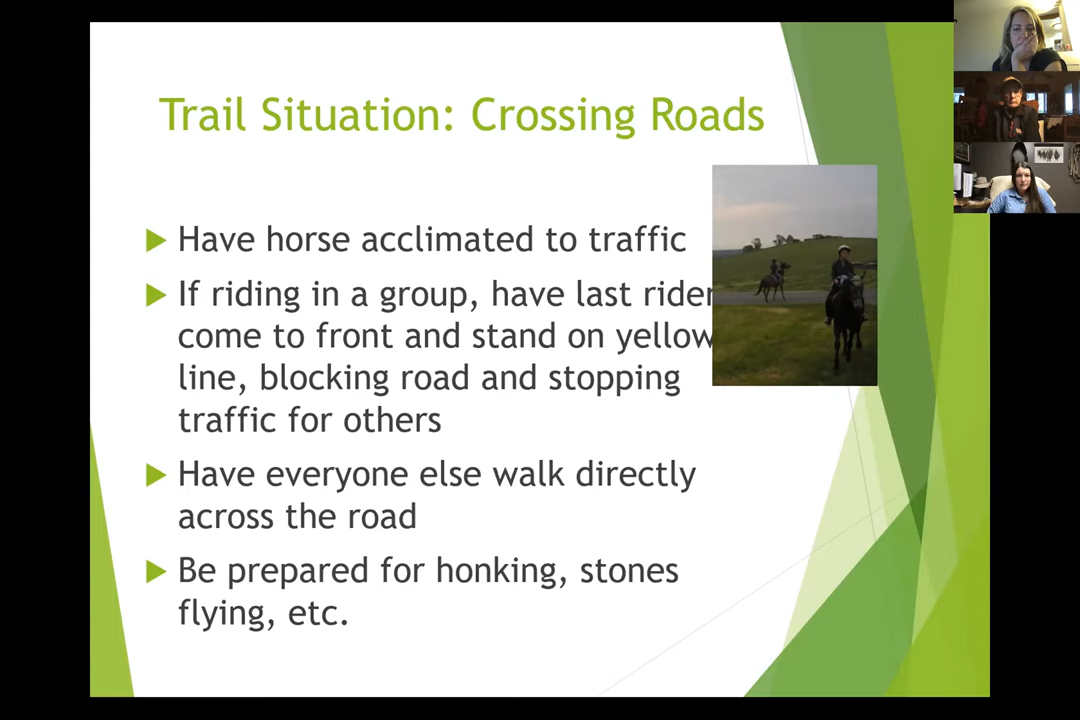 Trail Situation: Crossing Roads
Have horse acclimated to traffic
If riding in a group, have last rider
come to front and stand on yellow
line, blocking road and stopping
traffic for others
Have everyone else walk directly
across the road
Be prepared for honking, stones
flying, etc.